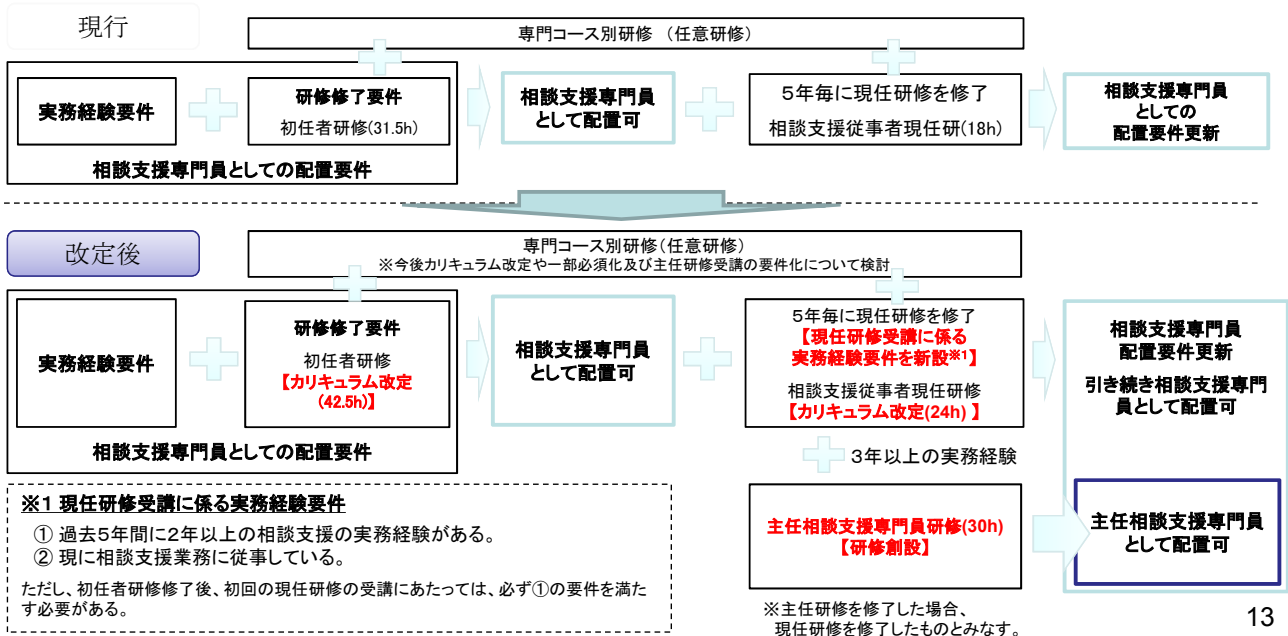 現行
専門コース別研修 (任意研修)
実務経験要件
研修修了要件
初任者研修(31.5h)
相談支援専門員としての配置要件
相談支援専門員
として配置可
5年毎に現任研修を修了
相談支援従事者現任研(18h)
相談支援専門員
としての
配置要件更新
改定後
専門コース別研修(任意研修)
※今後カリキュラム改定や一部必須化及び主任研修受講の要件化について検討
実務経験要件
研修修了要件
初任者研修
【カリキュラム改定
(42.5h)】
相談支援専門員としての配置要件
相談支援専門員
として配置可
5年毎に現任研修を修了
【現任研修受講に係る
実務経験要件を新設※1】
相談支援従事者現任研修
【カリキュラム改定(24h) 】
3年以上の実務経験
主任相談支援専門員研修(30h)
【研修創設】
※主任研修を修了した場合、
現任研修を修了したものとみなす。
相談支援専門員
配置要件更新
引き続き相談支援専門
員として配置可
主任相談支援専門員
として配置可
※1 現任研修受講に係る実務経験要件
① 過去5年間に2年以上の相談支援の実務経験がある。
② 現に相談支援業務に従事している。
ただし、初任者研修修了後、初回の現任研修の受講にあたっては、必ず①の要件を満た
す必要がある。
13